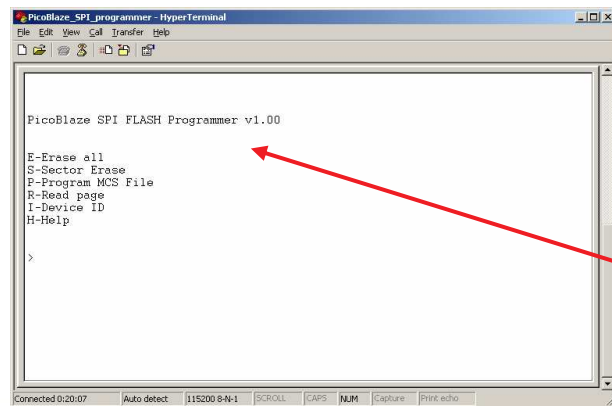 PicoBlaze_SPI_programmer - HyperTerminal
File Edit View Call Transfer Help
PicoBlaze SPI FLASH Programmer v1.00
E-Erase all
S-Sector Erase
P-Program MCS File
R-Read page
I-Device ID
H-Help
>
Connected 0:20:07 Auto detect 115200 8-N-1 SCROLL CAPS NUM Capture Print echo